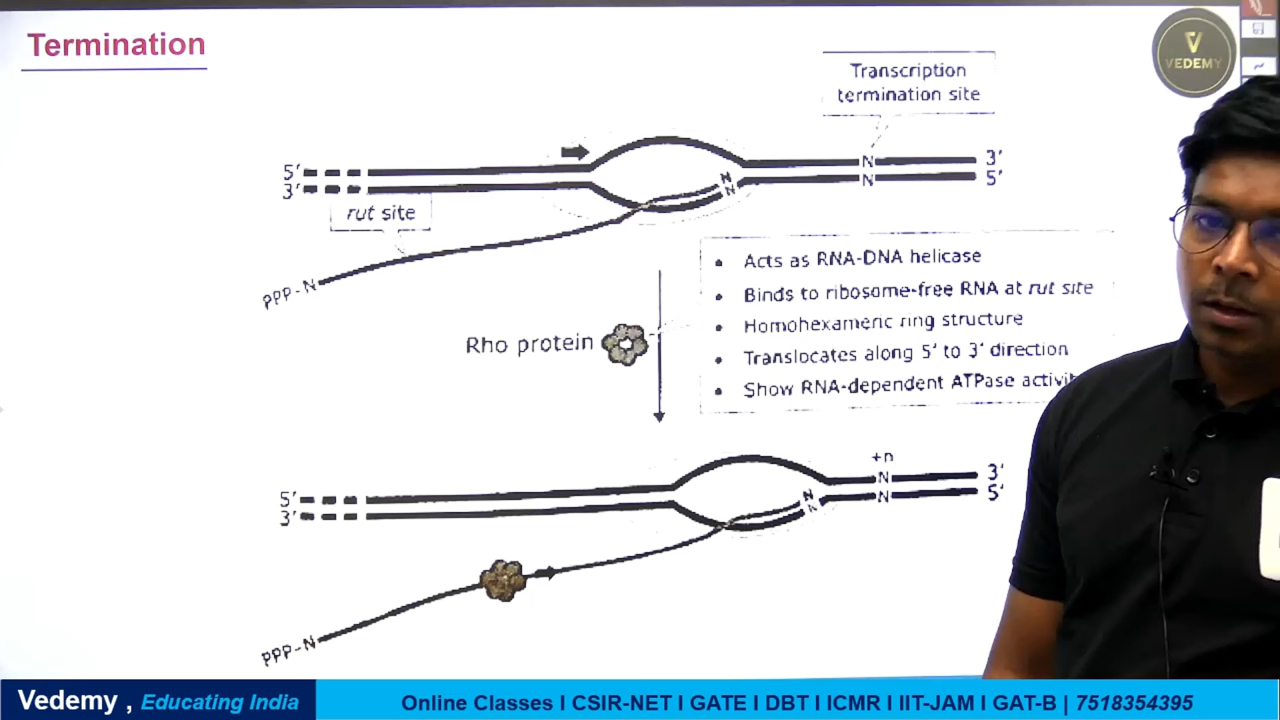 Termination
VEDEMY
Transcription
termination site
5' 3'
3' 5'
N
N
N
N
rut site
PPP-N
Rho protein
• Acts as RNA-DNA helicase
• Binds to ribosome-free RNA at rut site
• Homohexameric ring structure
• Translocates along 5' to 3' direction
• Show RNA-dependent ATPase activit
+n
5' 3'
3' 5'
N
N
N
N
PPP-N
Vedemy , Educating India
Online Classes I CSIR-NET I GATE I DBT I ICMR I IIT-JAM I GAT-B | 7518354395